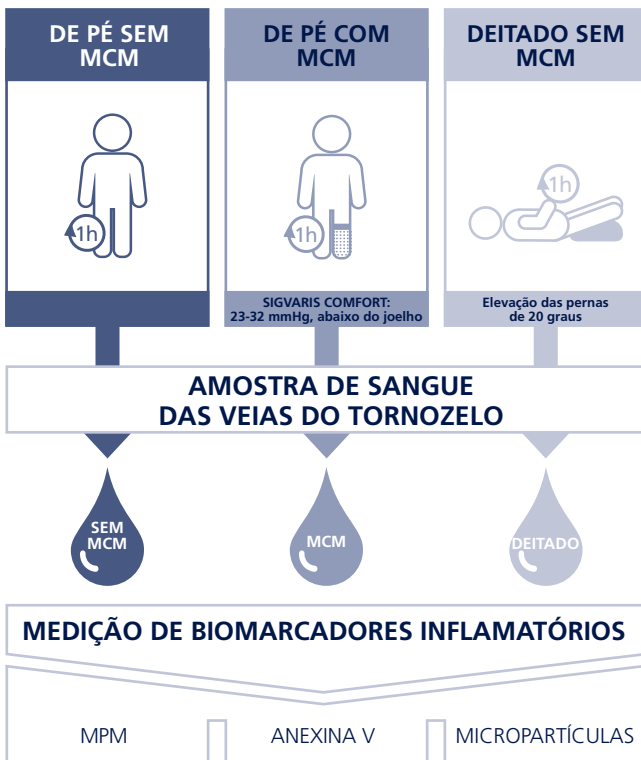 DE PÉ SEM
MCM
DE PÉ COM
MCM
DEITADO SEM
MCM
1h
1h
1h
SIGVARIS COMFORT:
23-32 mmHg, abaixo do joelho
Elevação das pernas
de 20 graus
AMOSTRA DE SANGUE
DAS VEIAS DO TORNOZELO
SEM
MCM
MCM
DEITADO
MEDIÇÃO DE BIOMARCADORES INFLAMATÓRIOS
MPM
ANEXINA V
MICROPARTÍCULAS